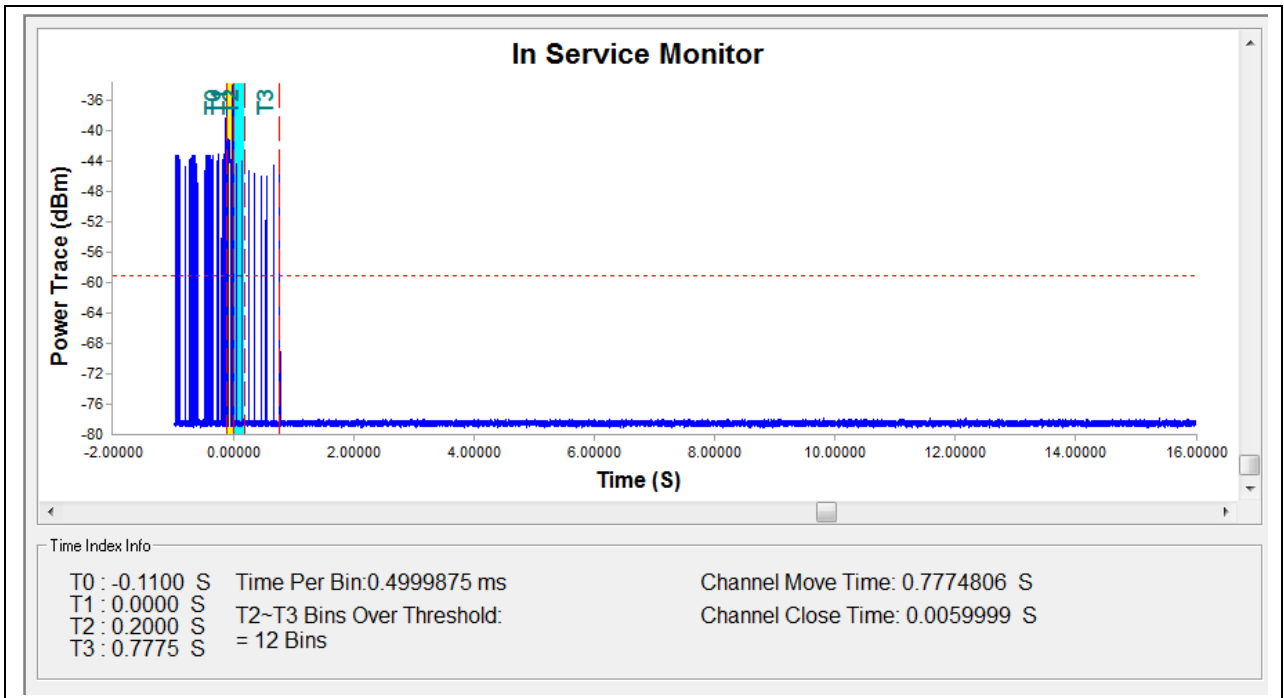 In Service Monitor
T0
T2
T3
Power Trace (dBm)
-36
-40
-44
-48
-52
-56
-60
-64
-68
-72
-76
-80
-2.00000 0.00000 2.00000 4.00000 6.00000 8.00000 10.00000 12.00000 14.00000 16.00000
Time (S)
Time Index Info
T0 : -0.1100 S
T1 : 0.0000 S
T2 : 0.2000 S
T3 : 0.7775 S
Time Per Bin:0.4999875 ms
T2~T3 Bins Over Threshold:
= 12 Bins
Channel Move Time: 0.7774806 S
Channel Close Time: 0.0059999 S